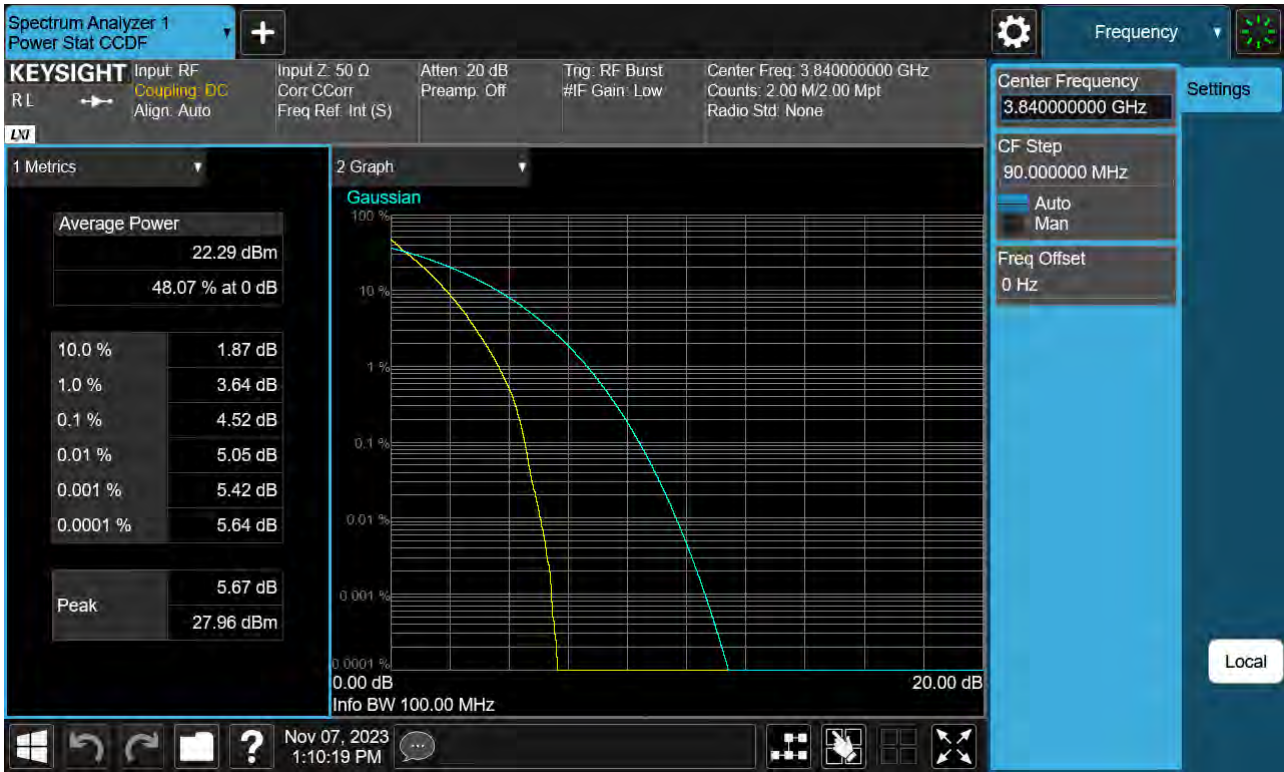 Spectrum Analyzer 1
Power Stat CCDF
+
Frequency
KEYSIGHT
RL
LXI
Input: RF
Coupling: DC
Align: Auto
Input Z: 50 Ω
Corr CCorr
Freq Ref: Int (S)
Atten: 20 dB
Preamp: Off
Trig: RF Burst
#IF Gain: Low
Center Freq: 3.840000000 GHz
Counts: 2.00 M/2.00 Mpt
Radio Std: None
Center Frequency
3.840000000 GHz
Settings
CF Step
90.000000 MHz
Auto
Man
Freq Offset
0 Hz
1 Metrics
Average Power
22.29 dBm
48.07 % at 0 dB
10.0 % 1.87 dB
1.0 % 3.64 dB
0.1 % 4.52 dB
0.01 % 5.05 dB
0.001 % 5.42 dB
0.0001 % 5.64 dB
Peak
5.67 dB
27.96 dBm
2 Graph
Gaussian
100 %
10 %
1 %
0.1 %
0.01 %
0.001 %
0.0001 %
0.00 dB 20.00 dB
Info BW 100.00 MHz
Local
?
Nov 07, 2023
1:10:19 PM